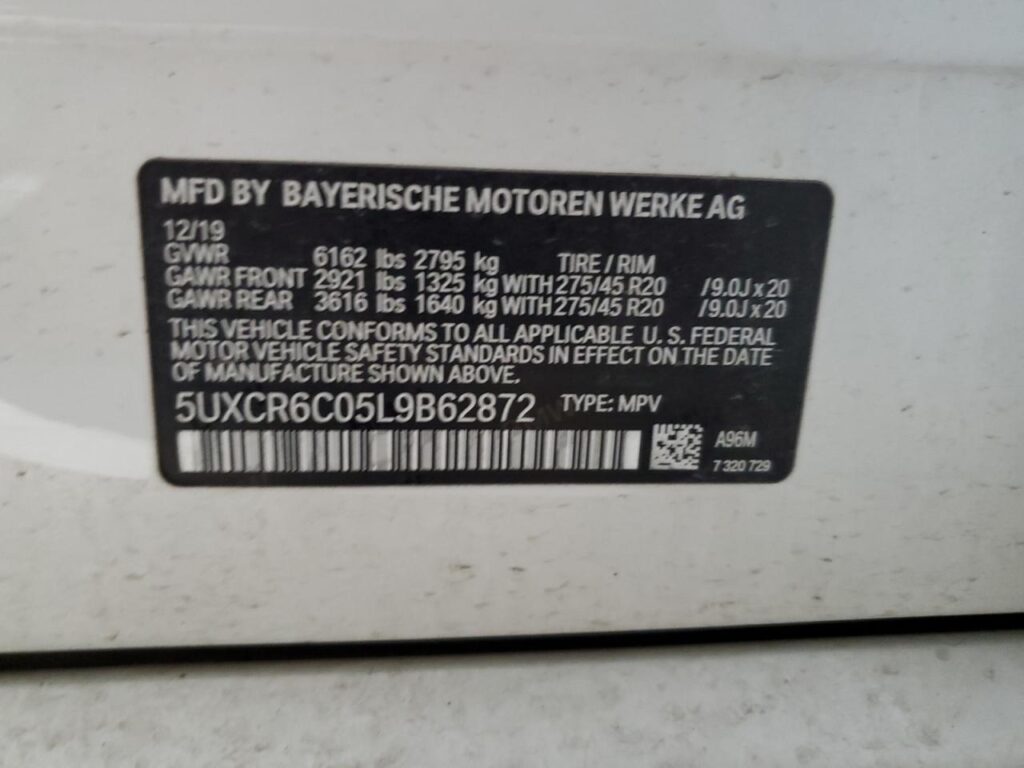 MFD BY BAYERISCHE MOTOREN WERKE AG
12/19
GVWR 6162 lbs 2795 kg TIRE / RIM
GAWR FRONT 2921 lbs 1325 kg WITH 275/45 R20 / 9.0J x 20
GAWR REAR 3616 lbs 1640 kg WITH 275/45 R20 / 9.0J x 20
THIS VEHICLE CONFORMS TO ALL APPLICABLE U. S. FEDERAL
MOTOR VEHICLE SAFETY STANDARDS IN EFFECT ON THE DATE
OF MANUFACTURE SHOWN ABOVE.
5UXCR6C05L9B62872 TYPE: MPV
A96M
7 320 729